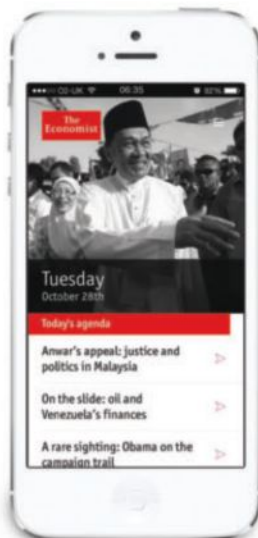 O2-UK 06:35 92%
The
Economist
Tuesday
October 28th
Today's agenda
Anwar's appeal: justice and
politics in Malaysia
On the slide: oil and
Venezuela's finances
A rare sighting: Obama on the
campaign trail